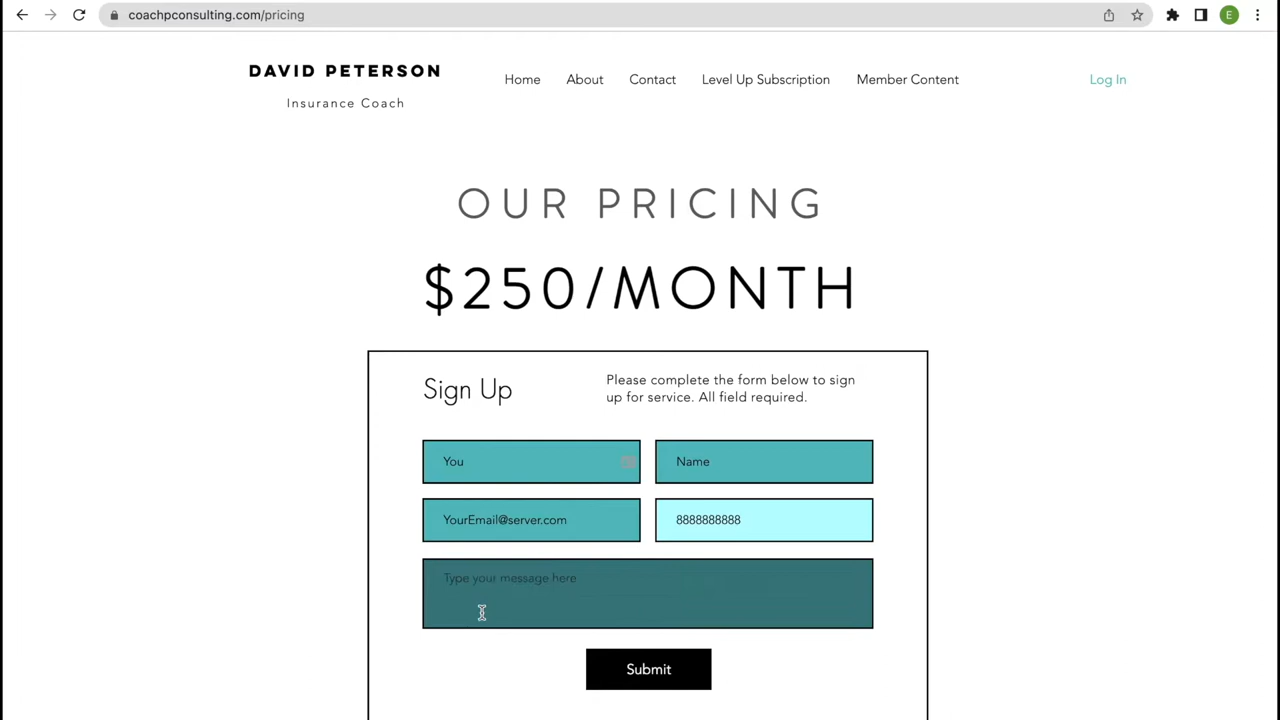 coachpconsulting.com/pricing
E
DAVID PETERSON
Insurance Coach
Home About Contact Level Up Subscription Member Content Log In
OUR PRICING
$250/MONTH
Sign Up
Please complete the form below to sign
up for service. All field required.
You Name
YourEmail@server.com 8888888888
Type your message here
Submit